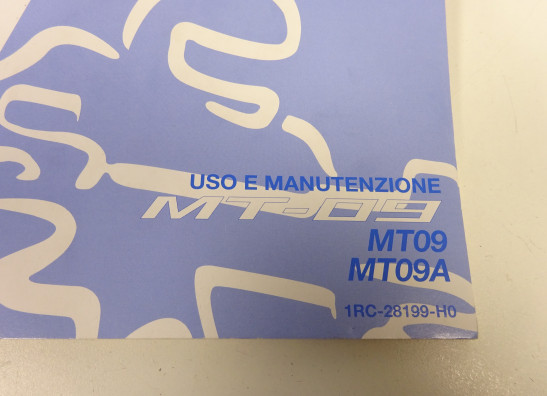 USO E MANUTENZIONE
MT-09
MT09
MT09A
1RC-28199-H0